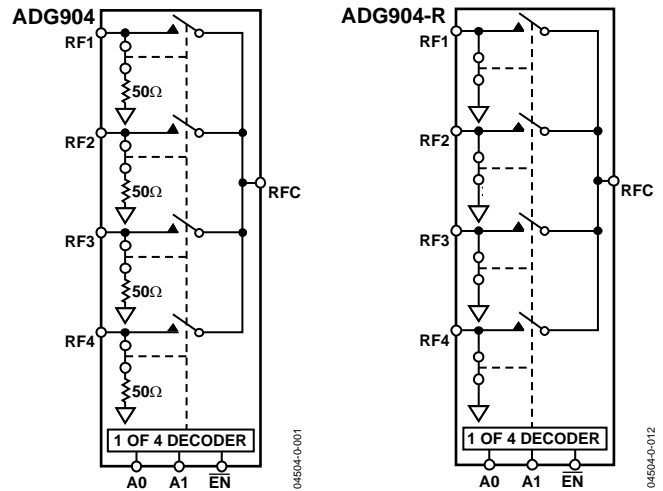 ADG904
RF1
50Ω
RF2
50Ω
RF3
50Ω
RF4
50Ω
RFC
1 OF 4 DECODER
A0 A1 EN
04504-0-001
ADG904-R
RF1
RF2
RF3
RF4
RFC
1 OF 4 DECODER
A0 A1 EN
04504-0-012